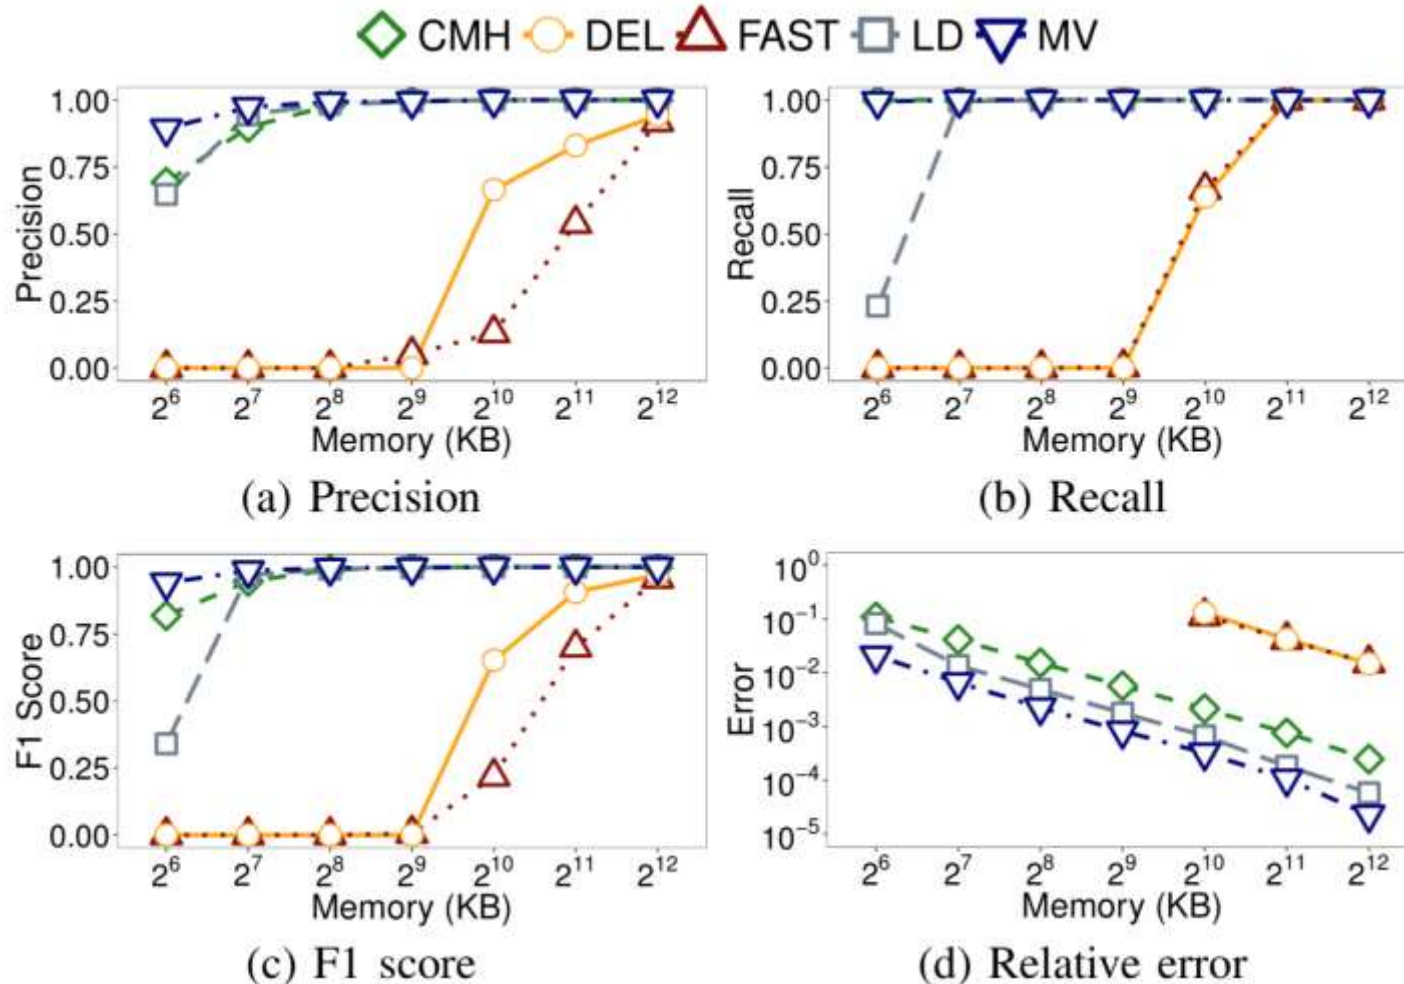 CMH DEL FAST LD MV
1.00
0.75
0.50
0.25
0.00
Precision
2^6 2^7 2^8 2^9 2^10 2^11 2^12
Memory (KB)
(a) Precision
1.00
0.75
0.50
0.25
0.00
Recall
2^6 2^7 2^8 2^9 2^10 2^11 2^12
Memory (KB)
(b) Recall
1.00
0.75
0.50
0.25
0.00
F1 Score
2^6 2^7 2^8 2^9 2^10 2^11 2^12
Memory (KB)
(c) F1 score
10^0
10^-1
10^-2
10^-3
10^-4
10^-5
Error
2^6 2^7 2^8 2^9 2^10 2^11 2^12
Memory (KB)
(d) Relative error